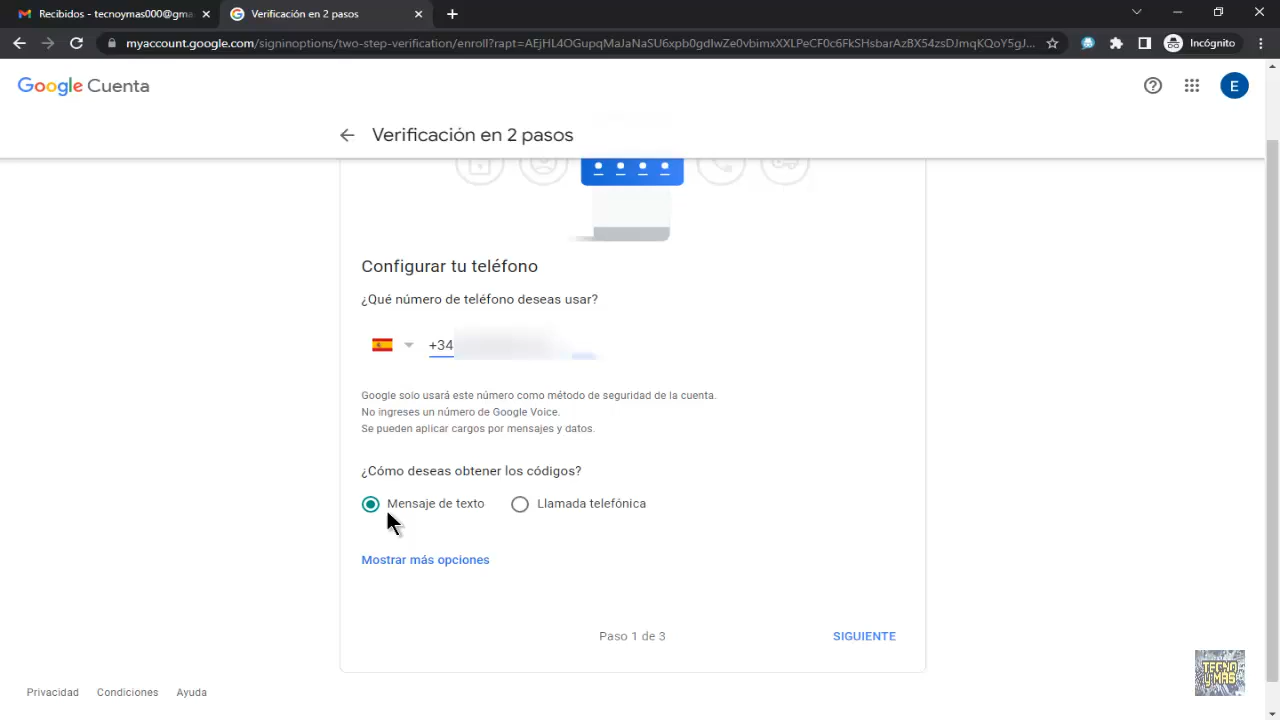 Recibidos - tecnoymas000@gma
Verificación en 2 pasos
myaccount.google.com/signinoptions/two-step-verification/enroll?rapt=AEjHL4OGupqMaJaNaSU6xpb0gdIwZe0vbimxXXLPeCF0c6FkSHsbarAzBX54zsDJmqKQoY5gJ...
Incógnito
Google Cuenta
E
Verificación en 2 pasos
Configurar tu teléfono
¿Qué número de teléfono deseas usar?
+34
Google solo usará este número como método de seguridad de la cuenta.
No ingreses un número de Google Voice.
Se pueden aplicar cargos por mensajes y datos.
¿Cómo deseas obtener los códigos?
Mensaje de texto
Llamada telefónica
Mostrar más opciones
Paso 1 de 3
SIGUIENTE
TECNO
y MAS
Privacidad
Condiciones
Ayuda